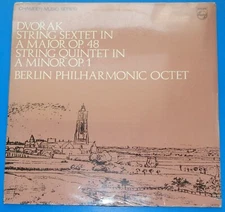 DVOŘÁK
STRING SEXTET IN
A MAJOR OP 48
STRING QUINTET IN
A MINOR OP 1
BERLIN PHILHARMONIC OCTET